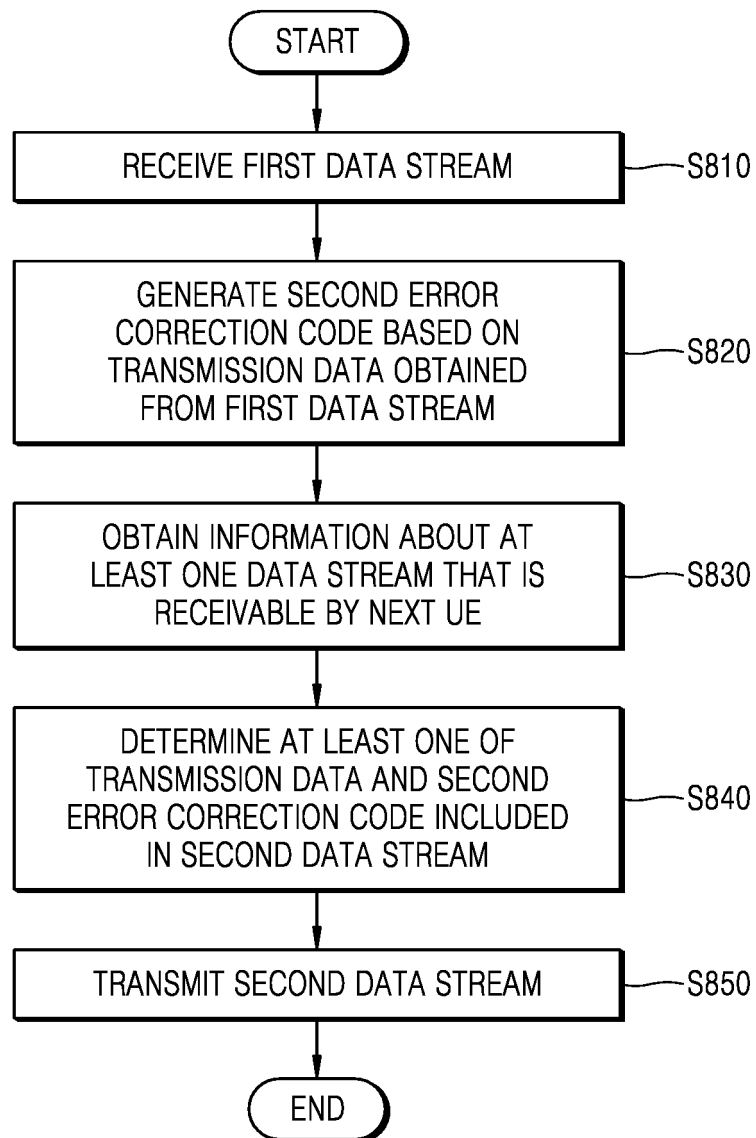 START
RECEIVE FIRST DATA STREAM
S810
GENERATE SECOND ERROR
CORRECTION CODE BASED ON
TRANSMISSION DATA OBTAINED
FROM FIRST DATA STREAM
S820
OBTAIN INFORMATION ABOUT AT
LEAST ONE DATA STREAM THAT IS
RECEIVABLE BY NEXT UE
S830
DETERMINE AT LEAST ONE OF
TRANSMISSION DATA AND SECOND
ERROR CORRECTION CODE INCLUDED
IN SECOND DATA STREAM
S840
TRANSMIT SECOND DATA STREAM
S850
END